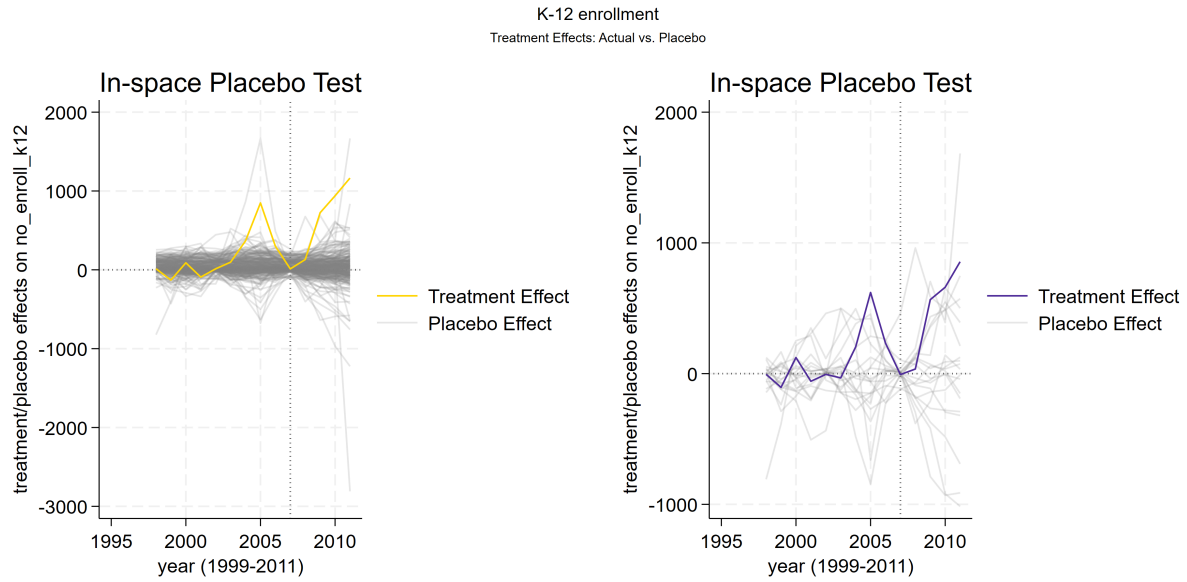 K-12 enrollment
Treatment Effects: Actual vs. Placebo
In-space Placebo Test
treatment/placebo effects on no_enroll_k12
2000
1000
0
-1000
-2000
-3000
1995 2000 2005 2010
year (1999-2011)
Treatment Effect
Placebo Effect
In-space Placebo Test
treatment/placebo effects on no_enroll_k12
2000
1000
0
-1000
1995 2000 2005 2010
year (1999-2011)
Treatment Effect
Placebo Effect